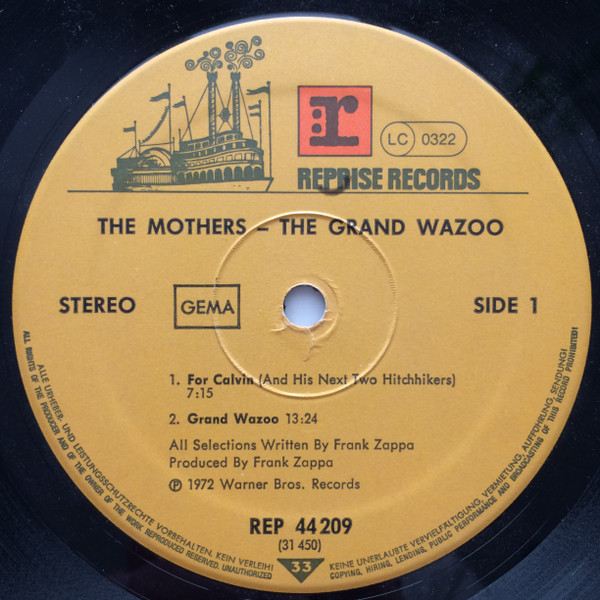 r
LC 0322
REPRISE RECORDS
THE MOTHERS – THE GRAND WAZOO
STEREO
GEMA
SIDE 1
1. For Calvin (And His Next Two Hitchhikers)
7:15
2. Grand Wazoo 13:24
All Selections Written By Frank Zappa
Produced By Frank Zappa
℗ 1972 Warner Bros. Records
REP 44 209
(31 450)
33
ALLE URHEBER- UND LEISTUNGSSCHUTZRECHTE VORBEHALTEN. KEIN VERLEIH! KEINE UNERLAUBTE VERVIELFÄLTIGUNG, VERMIETUNG, AUFFÜHRUNG, SENDUNG!
ALL RIGHTS OF THE PRODUCER AND OF THE OWNER OF THE WORK REPRODUCED RESERVED. UNAUTHORIZED COPYING, HIRING, LENDING, PUBLIC PERFORMANCE AND BROADCASTING OF THIS RECORD PROHIBITED!